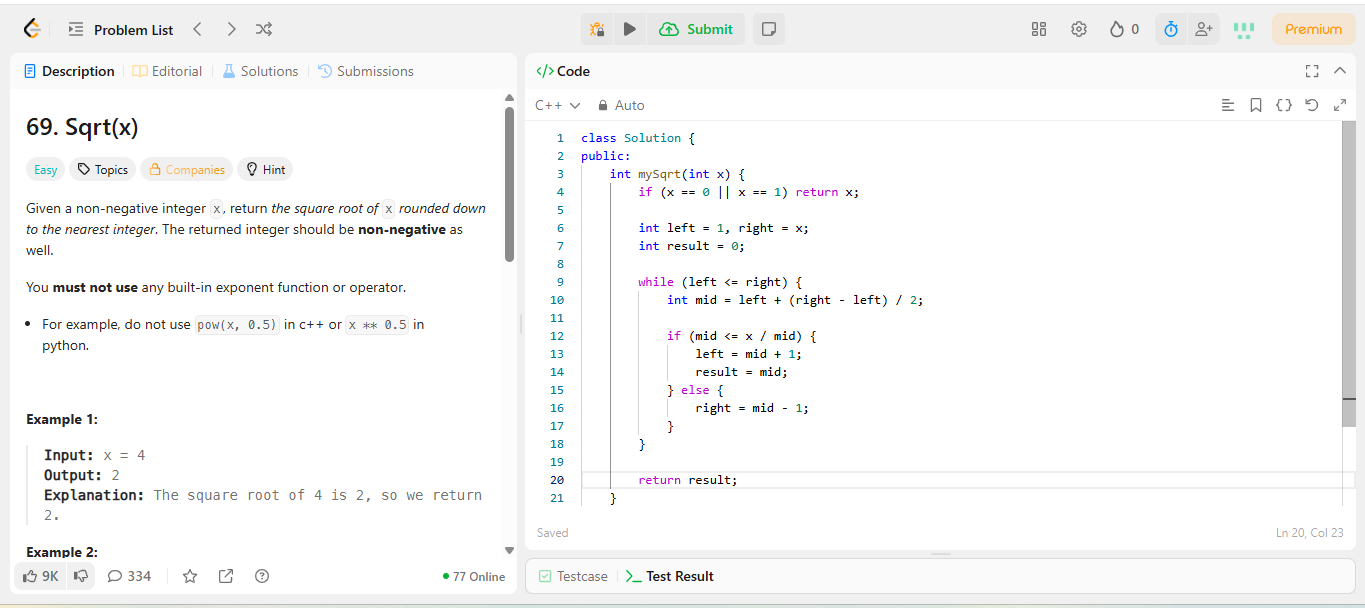 Problem List
Submit
0
Premium
Description
Editorial
Solutions
Submissions
69. Sqrt(x)
Easy
Topics
Companies
Hint
Given a non-negative integer x, return the square root of x rounded down
to the nearest integer. The returned integer should be non-negative as
well.
You must not use any built-in exponent function or operator.
• For example, do not use pow(x, 0.5) in c++ or x ** 0.5 in
python.
Example 1:
Input: x = 4
Output: 2
Explanation: The square root of 4 is 2, so we return
2.
Example 2:
9K
334
77 Online
</> Code
C++
Auto
1 class Solution {
2 public:
3     int mySqrt(int x) {
4         if (x == 0 || x == 1) return x;
5
6         int left = 1, right = x;
7         int result = 0;
8
9         while (left <= right) {
10             int mid = left + (right - left) / 2;
11
12             if (mid <= x / mid) {
13                 left = mid + 1;
14                 result = mid;
15             } else {
16                 right = mid - 1;
17             }
18         }
19
20         return result;
21     }
Saved
Ln 20, Col 23
Testcase
Test Result